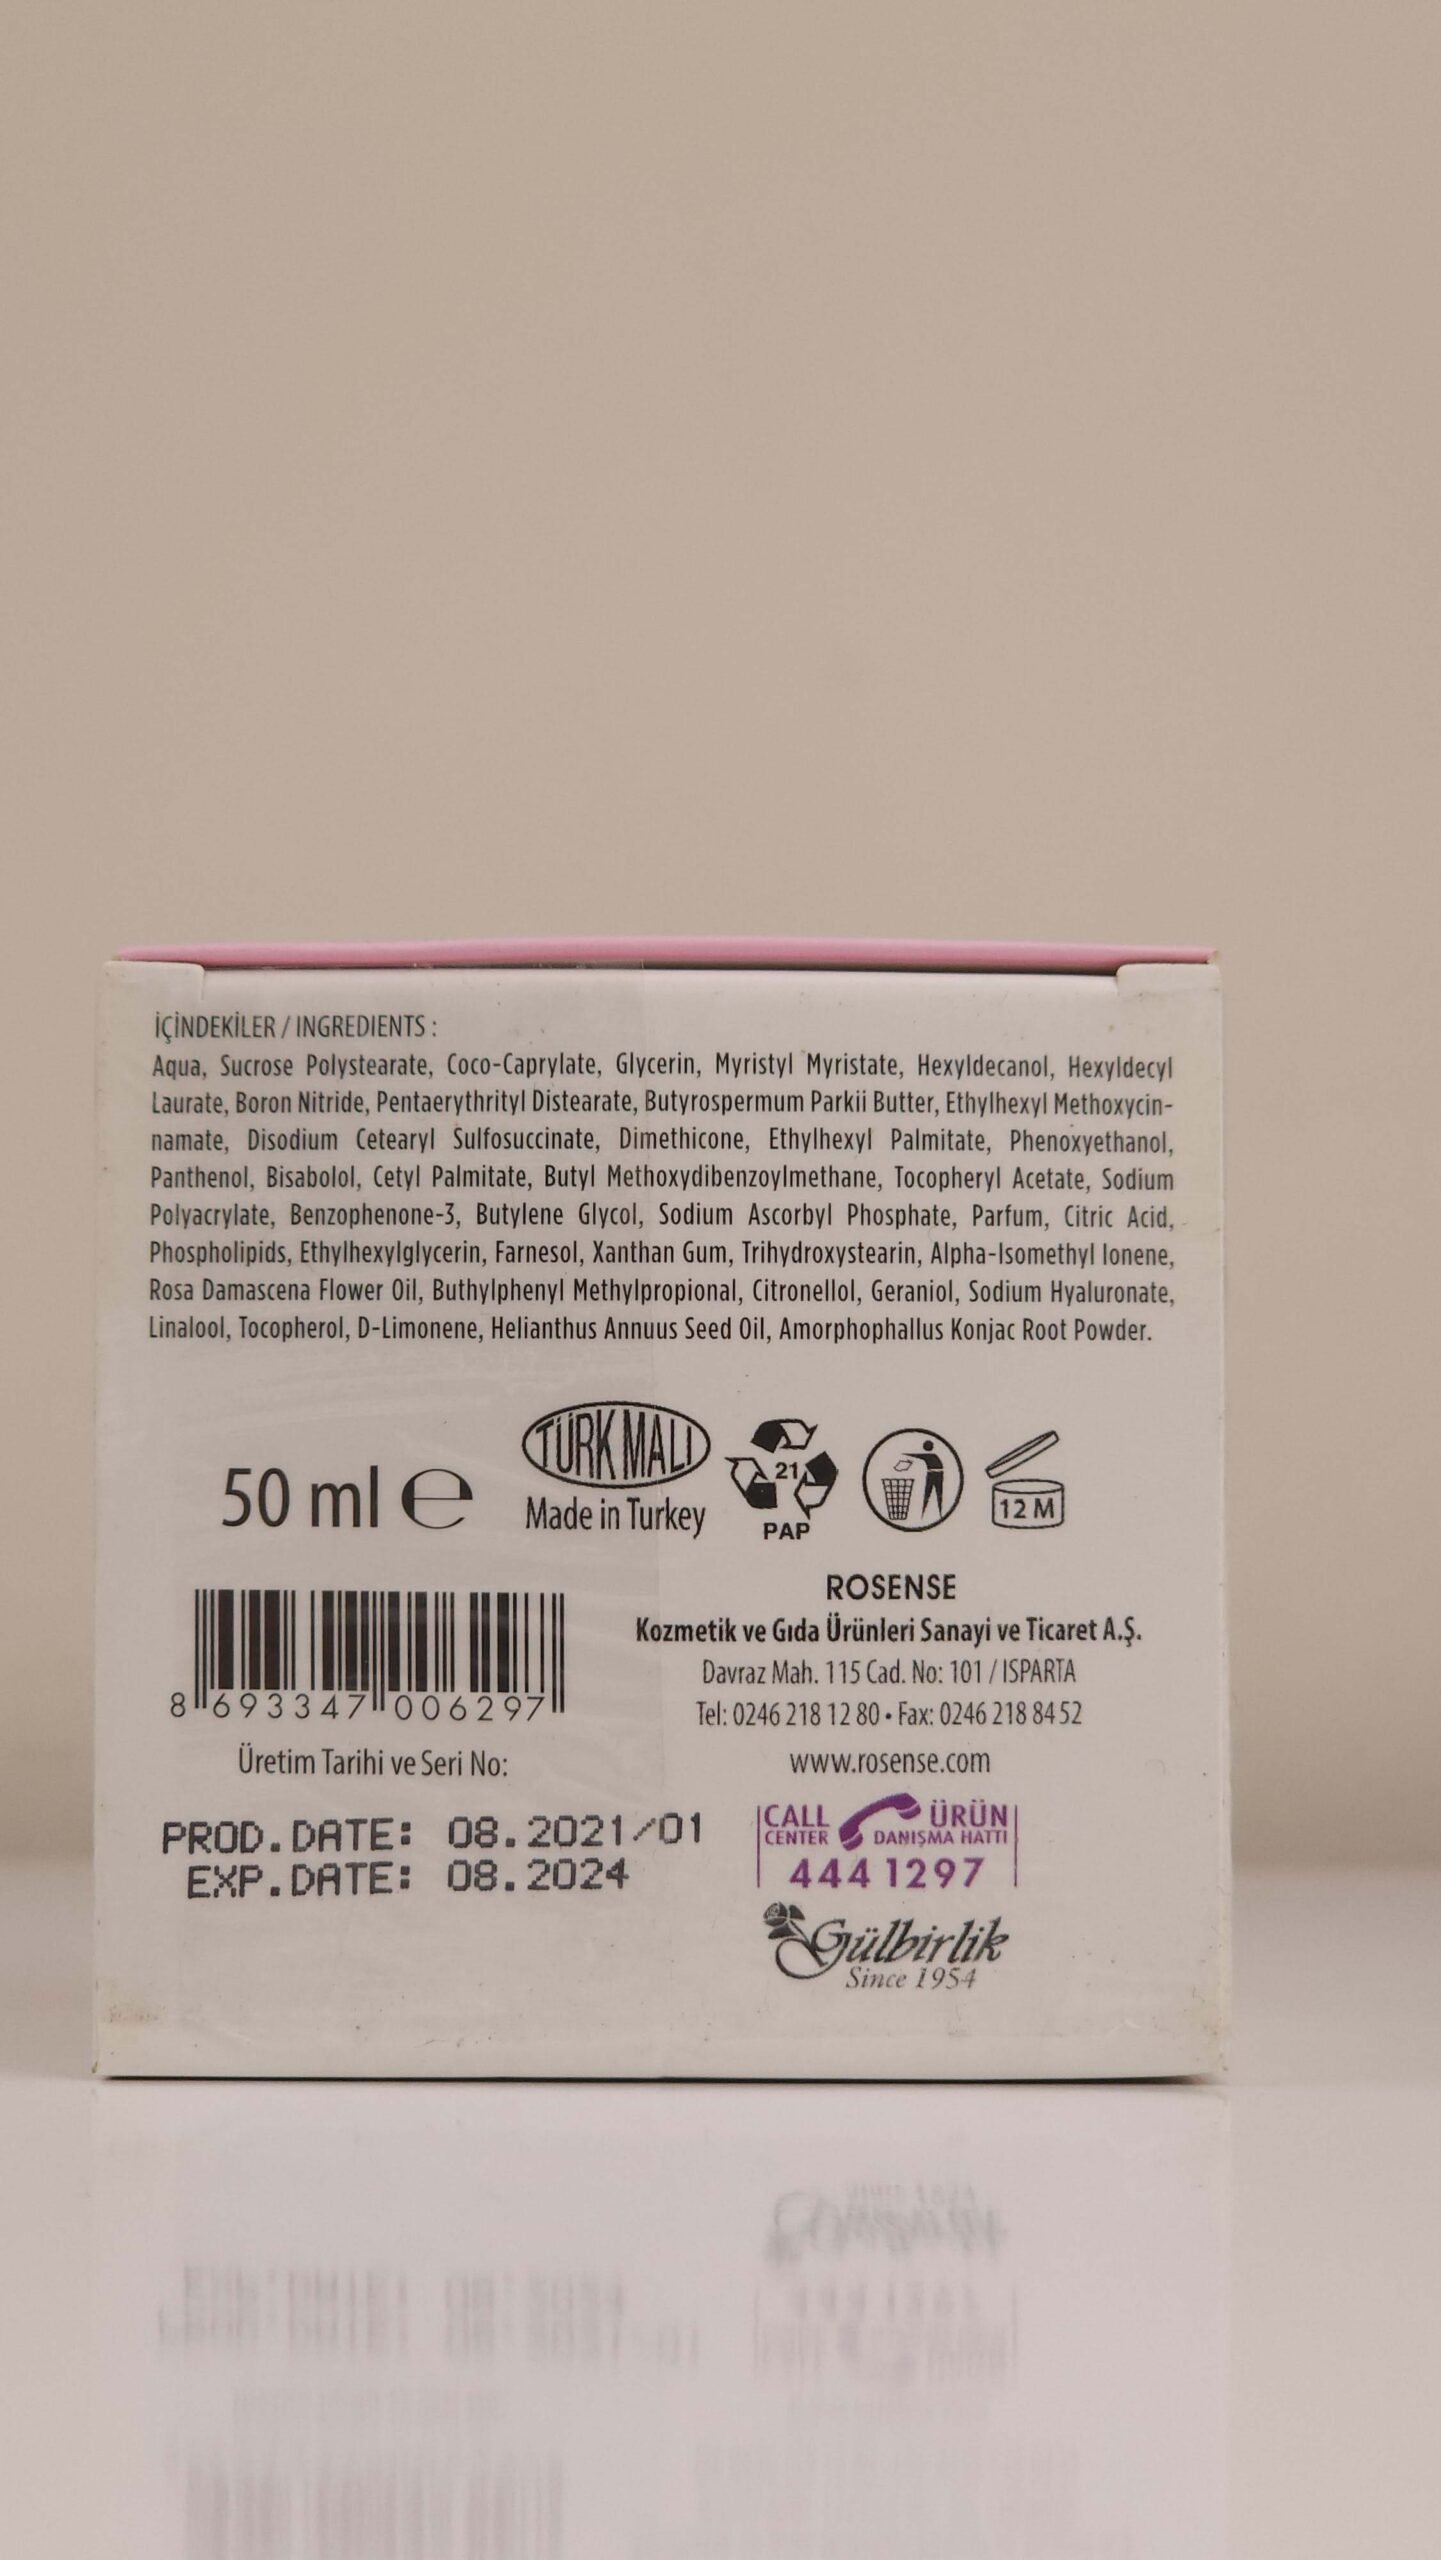 İÇİNDEKİLER / INGREDIENTS :
Aqua, Sucrose Polystearate, Coco-Caprylate, Glycerin, Myristyl Myristate, Hexyldecanol, Hexyldecyl
Laurate, Boron Nitride, Pentaerythrityl Distearate, Butyrospermum Parkii Butter, Ethylhexyl Methoxycin-
namate, Disodium Cetearyl Sulfosuccinate, Dimethicone, Ethylhexyl Palmitate, Phenoxyethanol,
Panthenol, Bisabolol, Cetyl Palmitate, Butyl Methoxydibenzoylmethane, Tocopheryl Acetate, Sodium
Polyacrylate, Benzophenone-3, Butylene Glycol, Sodium Ascorbyl Phosphate, Parfum, Citric Acid,
Phospholipids, Ethylhexylglycerin, Farnesol, Xanthan Gum, Trihydroxystearin, Alpha-Isomethyl Ionene,
Rosa Damascena Flower Oil, Buthylphenyl Methylpropional, Citronellol, Geraniol, Sodium Hyaluronate,
Linalool, Tocopherol, D-Limonene, Helianthus Annuus Seed Oil, Amorphophallus Konjac Root Powder.
50 ml e
TÜRK MALI
Made in Turkey
21
PAP
12 M
8 693347 006297
Üretim Tarihi ve Seri No:
PROD.DATE: 08.2021/01
EXP.DATE: 08.2024
ROSENSE
Kozmetik ve Gıda Ürünleri Sanayi ve Ticaret A.Ş.
Davraz Mah. 115 Cad. No: 101 / ISPARTA
Tel: 0246 218 12 80 • Fax: 0246 218 84 52
www.rosense.com
CALL ÜRÜN
CENTER DANIŞMA HATTI
444 1297
Gülbirlik
Since 1954